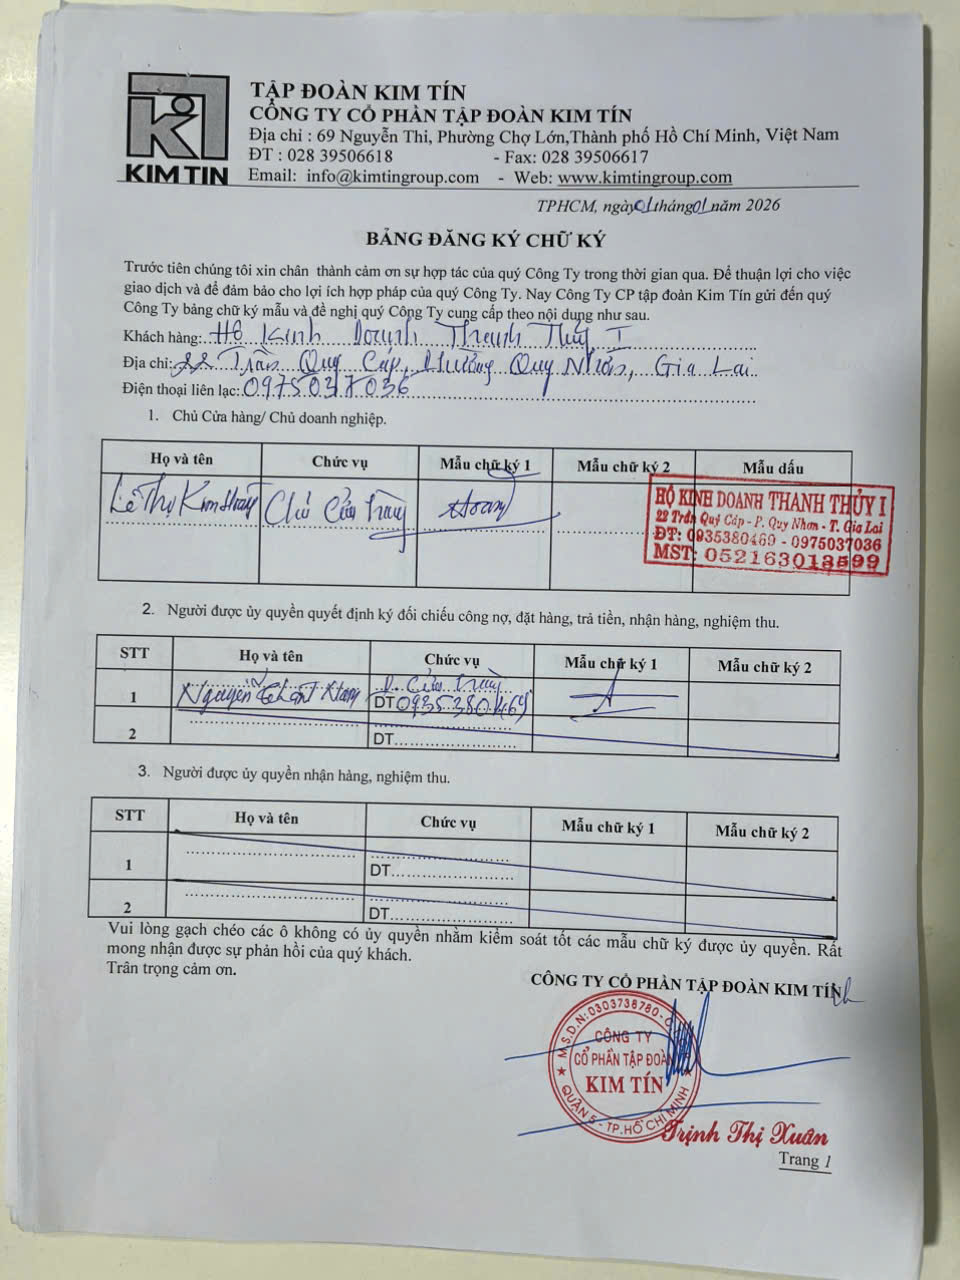 TẬP ĐOÀN KIM TÍN
CÔNG TY CỔ PHẦN TẬP ĐOÀN KIM TÍN
Địa chỉ : 69 Nguyễn Thi, Phường Chợ Lớn,Thành phố Hồ Chí Minh, Việt Nam
ĐT : 028 39506618 - Fax: 028 39506617
Email: info@kimtingroup.com - Web: www.kimtingroup.com
KIM TIN
TPHCM, ngày 01 tháng 01 năm 2026
BẢNG ĐĂNG KÝ CHỮ KÝ
Trước tiên chúng tôi xin chân thành cảm ơn sự hợp tác của quý Công Ty trong thời gian qua. Để thuận lợi cho việc
giao dịch và để đảm bảo cho lợi ích hợp pháp của quý Công Ty. Nay Công Ty CP tập đoàn Kim Tín gửi đến quý
Công Ty bảng chữ ký mẫu và đề nghị quý Công Ty cung cấp theo nội dung như sau.
Khách hàng: Hộ Kinh Doanh Thanh Thủy I
Địa chỉ: 22 Trần Quý Cáp, Phường Quy Nhơn, Gia Lai
Điện thoại liên lạc: 0975037036
1. Chủ Cửa hàng/ Chủ doanh nghiệp.
Họ và tên Chức vụ Mẫu chữ ký 1 Mẫu chữ ký 2 Mẫu dấu
Lê Thị Kim Chủ Cửa hàng
HỘ KINH DOANH THANH THỦY I
22 Trần Quý Cáp - P. Quy Nhơn - T. Gia Lai
ĐT: 0935380469 - 0975037036
MST: 052163013599
2. Người được ủy quyền quyết định ký đối chiếu công nợ, đặt hàng, trả tiền, nhận hàng, nghiệm thu.
STT Họ và tên Chức vụ Mẫu chữ ký 1 Mẫu chữ ký 2
1 Nguyễn Cửa hàng
DT 0935380469
2 DT
3. Người được ủy quyền nhận hàng, nghiệm thu.
STT Họ và tên Chức vụ Mẫu chữ ký 1 Mẫu chữ ký 2
1 DT
2 DT
Vui lòng gạch chéo các ô không có ủy quyền nhằm kiểm soát tốt các mẫu chữ ký được ủy quyền. Rất
mong nhận được sự phản hồi của quý khách.
Trân trọng cảm ơn.
CÔNG TY CỔ PHẦN TẬP ĐOÀN KIM TÍN
M.S.D.N:0303736780-C
CÔNG TY
CỔ PHẦN TẬP ĐOÀN
KIM TÍN
QUẬN 5 - TP.HỒ CHÍ MINH
Trịnh Thị Xuân
Trang 1